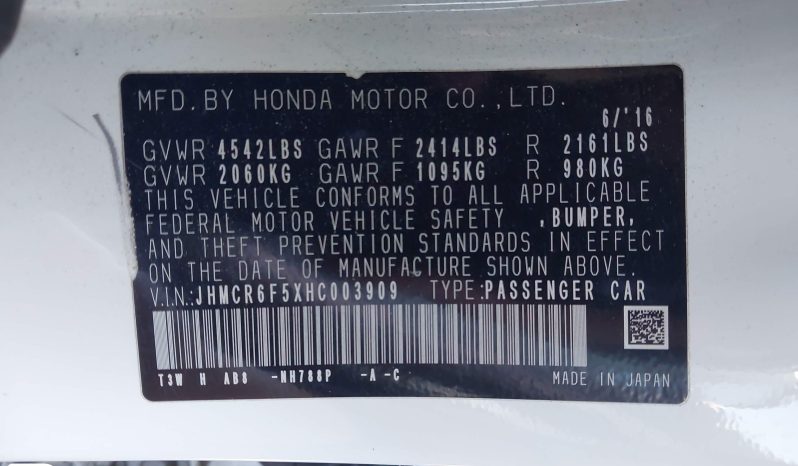 MFD. BY HONDA MOTOR CO., LTD.
6/'16
GVWR 4542LBS GAWR F 2414LBS R 2161LBS
GVWR 2060KG GAWR F 1095KG R 980KG
THIS VEHICLE CONFORMS TO ALL APPLICABLE
FEDERAL MOTOR VEHICLE SAFETY ,BUMPER,
AND THEFT PREVENTION STANDARDS IN EFFECT
ON THE DATE OF MANUFACTURE SHOWN ABOVE.
V.I.N.: JHMCR6F5XHC003909 TYPE:PASSENGER CAR
T3W H AB8 -NH788P -A -C MADE IN JAPAN